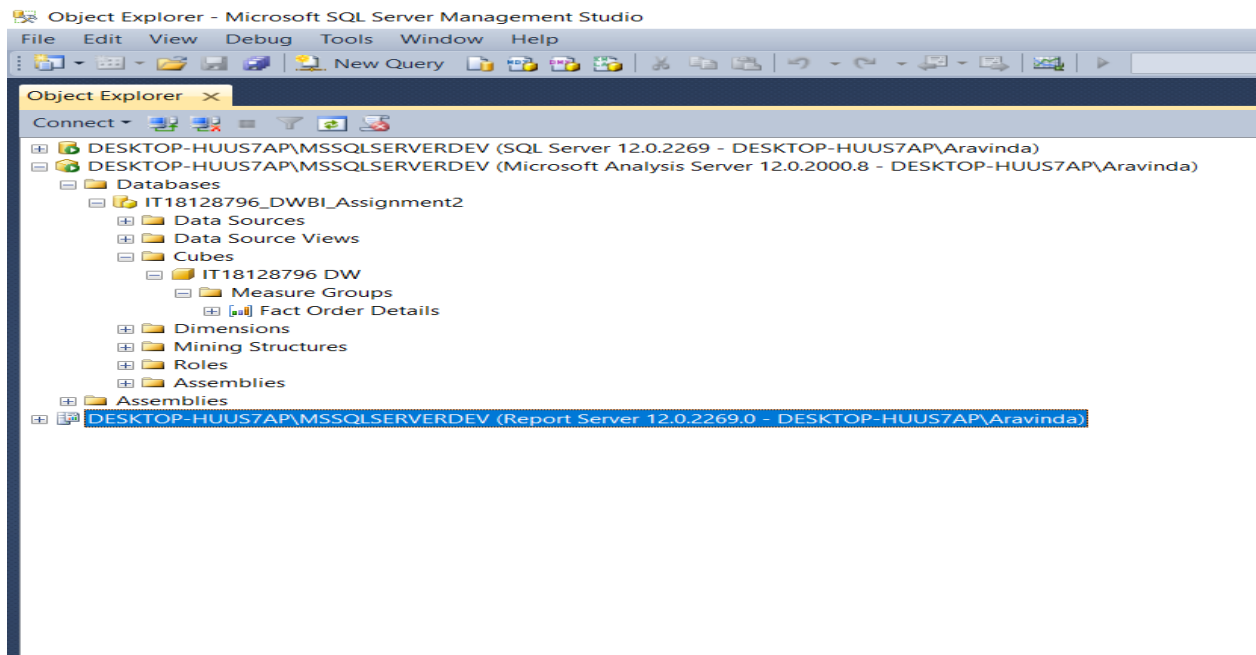 Object Explorer - Microsoft SQL Server Management Studio
File Edit View Debug Tools Window Help
New Query
Object Explorer
Connect
DESKTOP-HUUS7AP\MSSQLSERVERDEV (SQL Server 12.0.2269 - DESKTOP-HUUS7AP\Aravinda)
DESKTOP-HUUS7AP\MSSQLSERVERDEV (Microsoft Analysis Server 12.0.2000.8 - DESKTOP-HUUS7AP\Aravinda)
Databases
IT18128796_DWBI_Assignment2
Data Sources
Data Source Views
Cubes
IT18128796 DW
Measure Groups
Fact Order Details
Dimensions
Mining Structures
Roles
Assemblies
Assemblies
DESKTOP-HUUS7AP\MSSQLSERVERDEV (Report Server 12.0.2269.0 - DESKTOP-HUUS7AP\Aravinda)